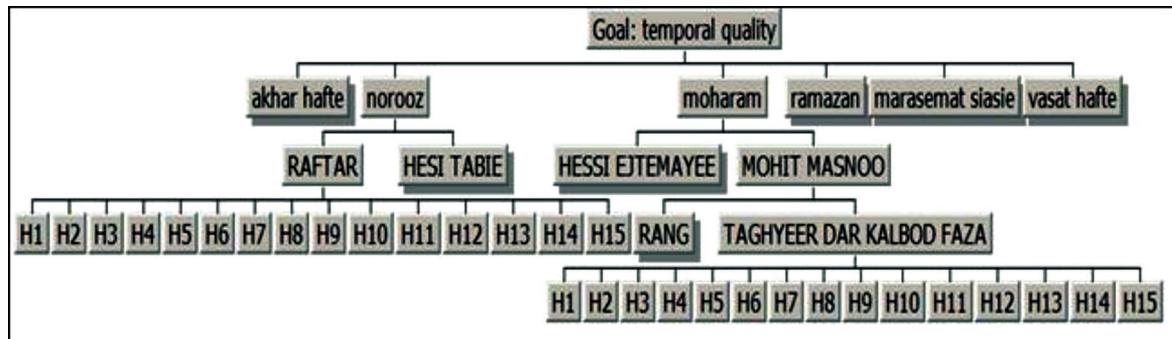 Goal: temporal quality
akhar hafte norooz moharam ramazan marasemat siasie vasat hafte
RAFTAR HESI TABIE HESSI EJTEMAYEE MOHIT MASNOO
H1 H2 H3 H4 H5 H6 H7 H8 H9 H10 H11 H12 H13 H14 H15 RANG TAGHYEER DAR KALBOD FAZA
H1 H2 H3 H4 H5 H6 H7 H8 H9 H10 H11 H12 H13 H14 H15